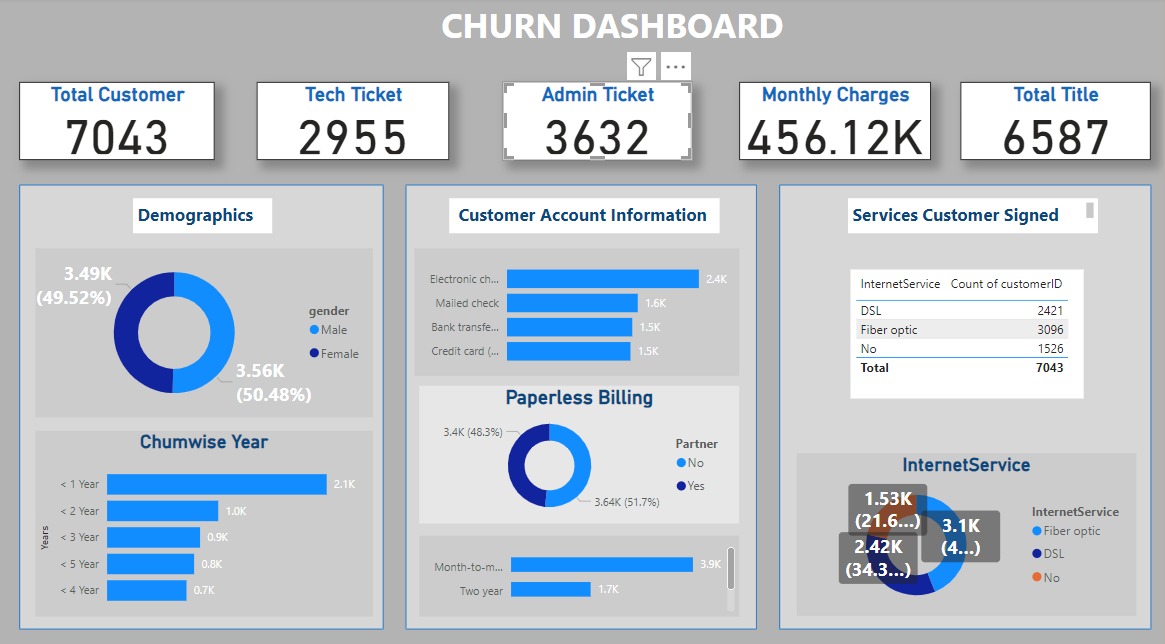 CHURN DASHBOARD
Total Customer
7043
Tech Ticket
2955
Admin Ticket
3632
Monthly Charges
456.12K
Total Title
6587
Demographics
3.49K
(49.52%)
3.56K
(50.48%)
gender
Male
Female
Chumwise Year
Years
< 1 Year 2.1K
< 2 Year 1.0K
< 3 Year 0.9K
< 5 Year 0.8K
< 4 Year 0.7K
Customer Account Information
Electronic ch... 2.4K
Mailed check 1.6K
Bank transfe... 1.5K
Credit card (... 1.5K
Paperless Billing
3.4K (48.3%)
3.64K (51.7%)
Partner
No
Yes
Month-to-m... 3.9K
Two year 1.7K
Services Customer Signed
InternetService Count of customerID
DSL 2421
Fiber optic 3096
No 1526
Total 7043
InternetService
1.53K
(21.6...)
3.1K
(4...)
2.42K
(34.3...)
InternetService
Fiber optic
DSL
No